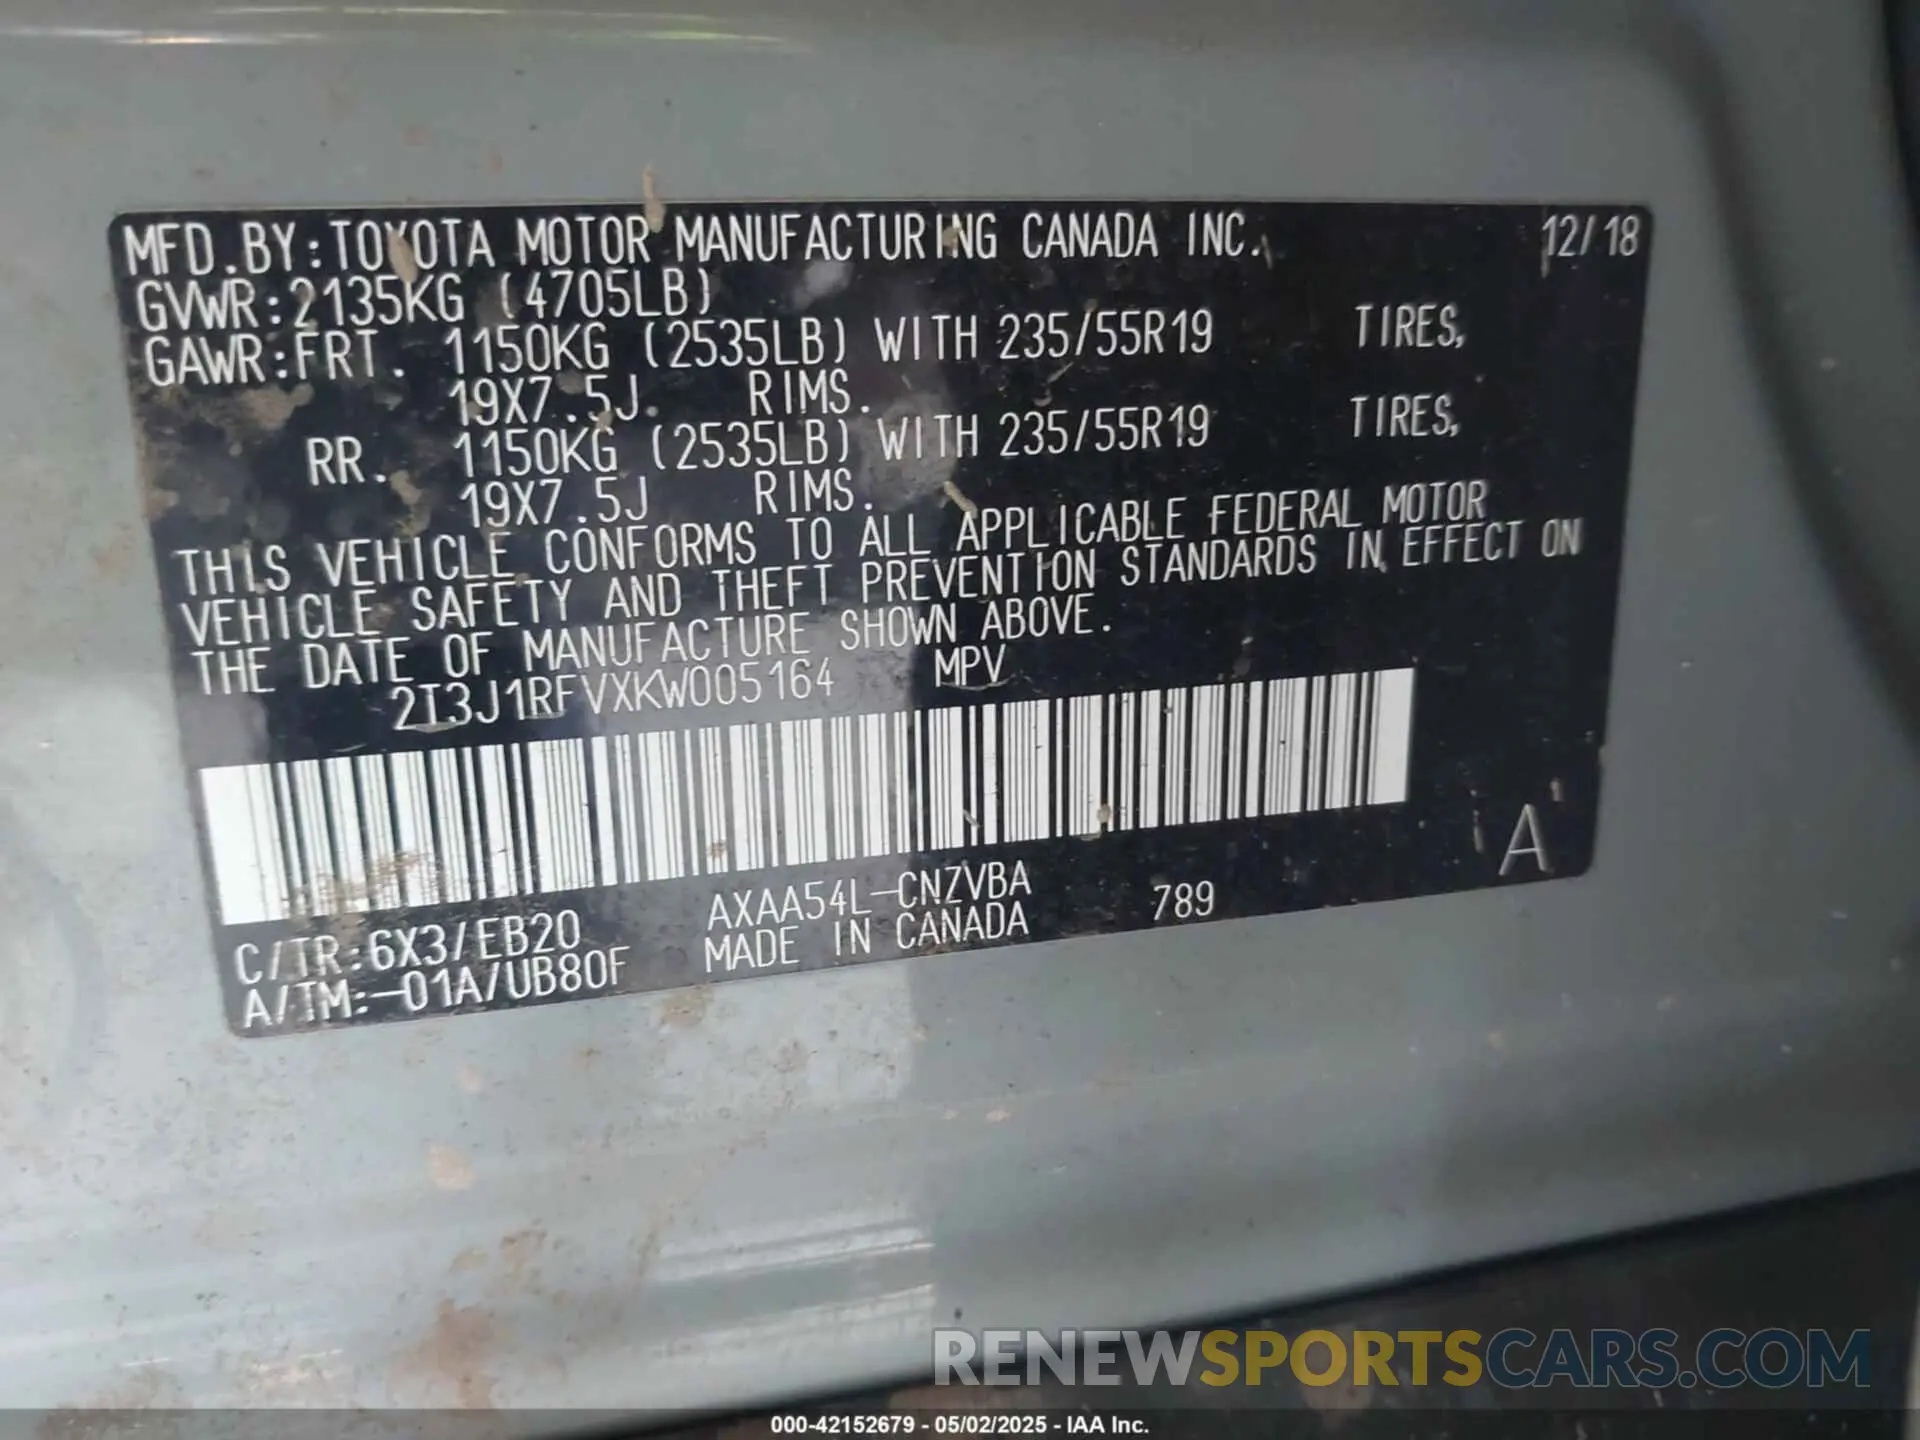 MFD.BY:TOYOTA MOTOR MANUFACTURING CANADA INC. 12/18
GVWR:2135KG (4705LB)
GAWR:FRT. 1150KG (2535LB) WITH 235/55R19 TIRES,
19X7.5J RIMS.
RR. 1150KG (2535LB) WITH 235/55R19 TIRES,
19X7.5J RIMS.
THIS VEHICLE CONFORMS TO ALL APPLICABLE FEDERAL MOTOR
VEHICLE SAFETY AND THEFT PREVENTION STANDARDS IN EFFECT ON
THE DATE OF MANUFACTURE SHOWN ABOVE.
2T3J1RFVXKW005164 MPV
A
C/TR:6X3/EB20 AXAA54L-CNZVBA 789
A/TM:-01A/UB80F MADE IN CANADA
RENEWSPORTSCARS.COM
000-42152679 - 05/02/2025 - IAA Inc.